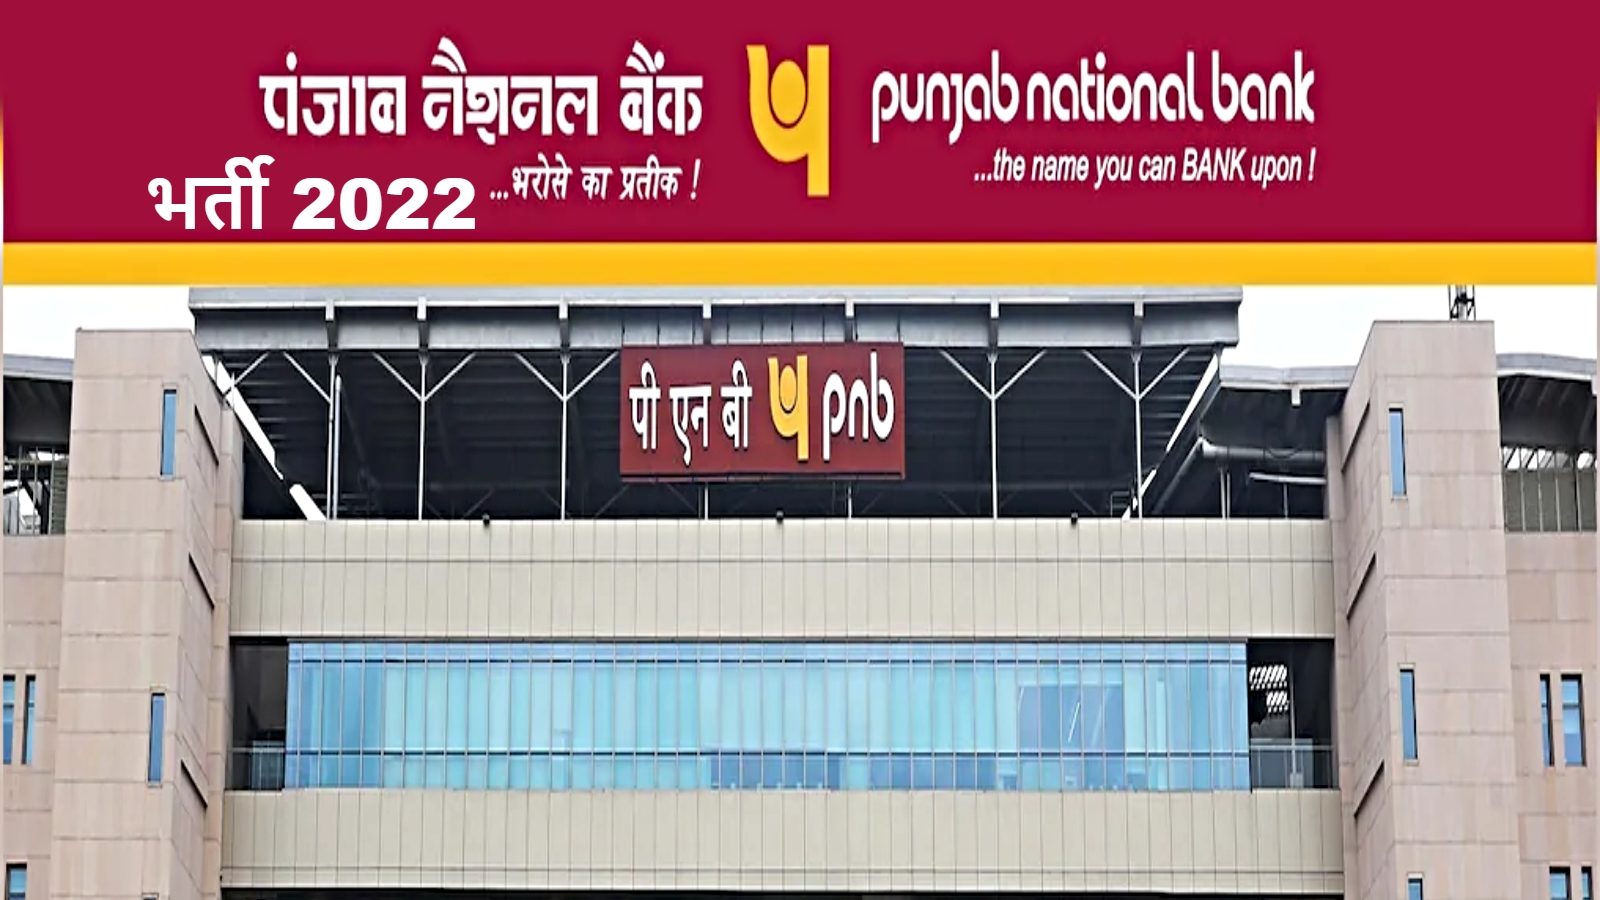 पंजाब नैशनल बैंक
...भरोसे का प्रतीक !
भर्ती 2022
punjab national bank
...the name you can BANK upon !
पी एन बी pnb